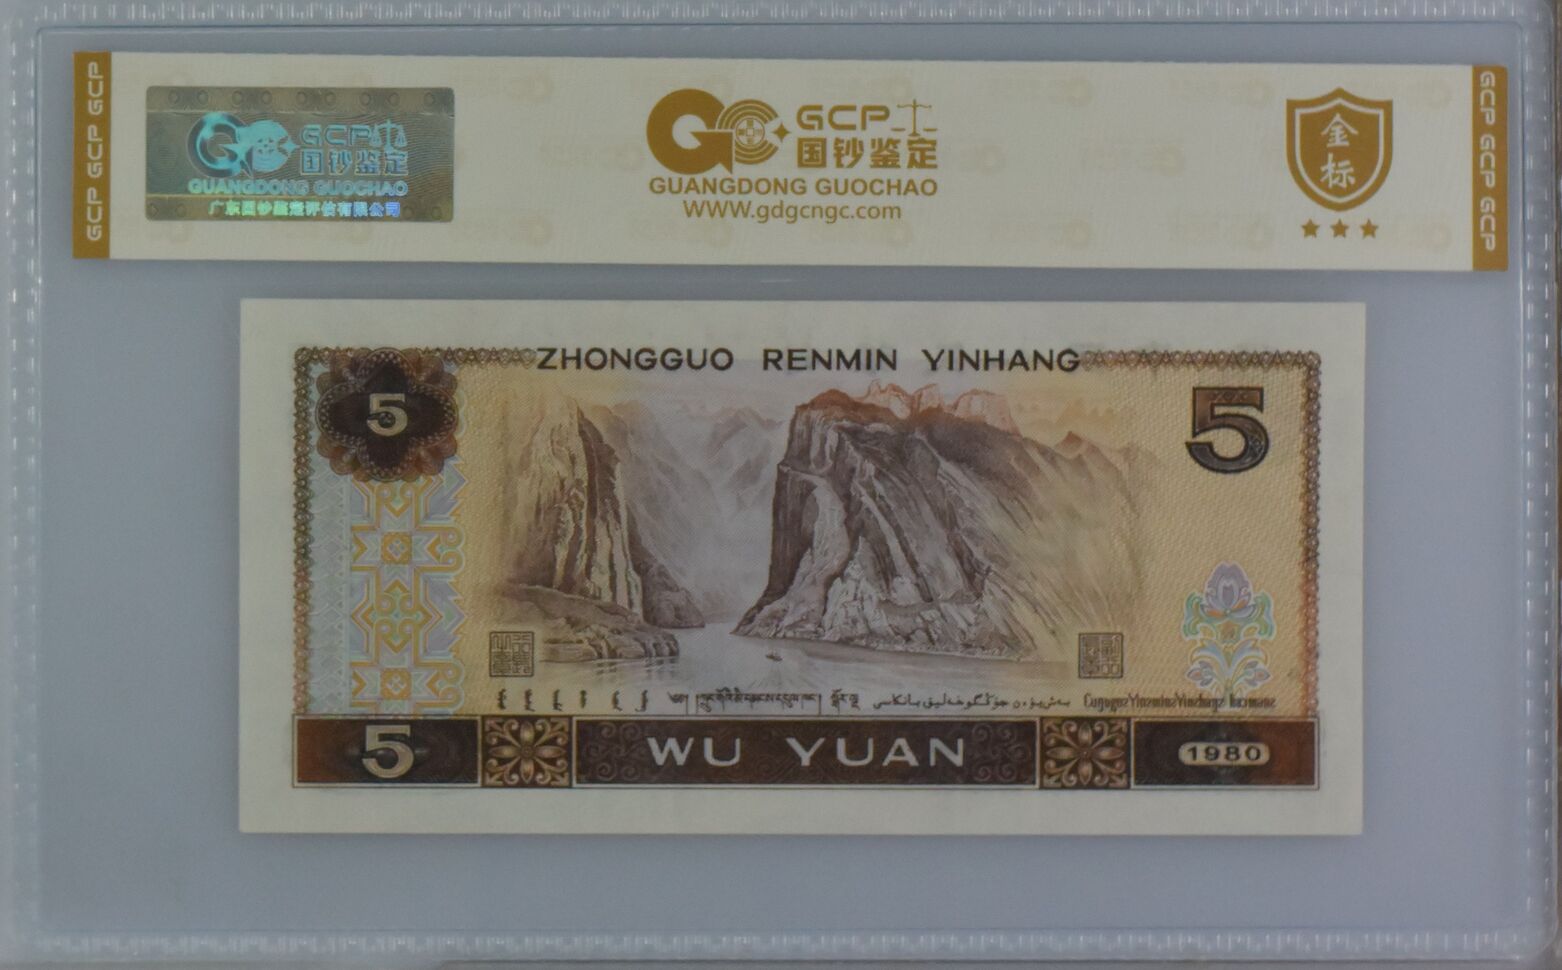 GCP GCP GCP
GCP
国钞鉴定
GUANGDONG GUOCHAO
广东国钞鉴定评估有限公司
GCP
国钞鉴定
GUANGDONG GUOCHAO
WWW.gdgcngc.com
金
标
GCP GCP GCP
ZHONGGUO RENMIN YINHANG
5
5
5
WU YUAN
1980